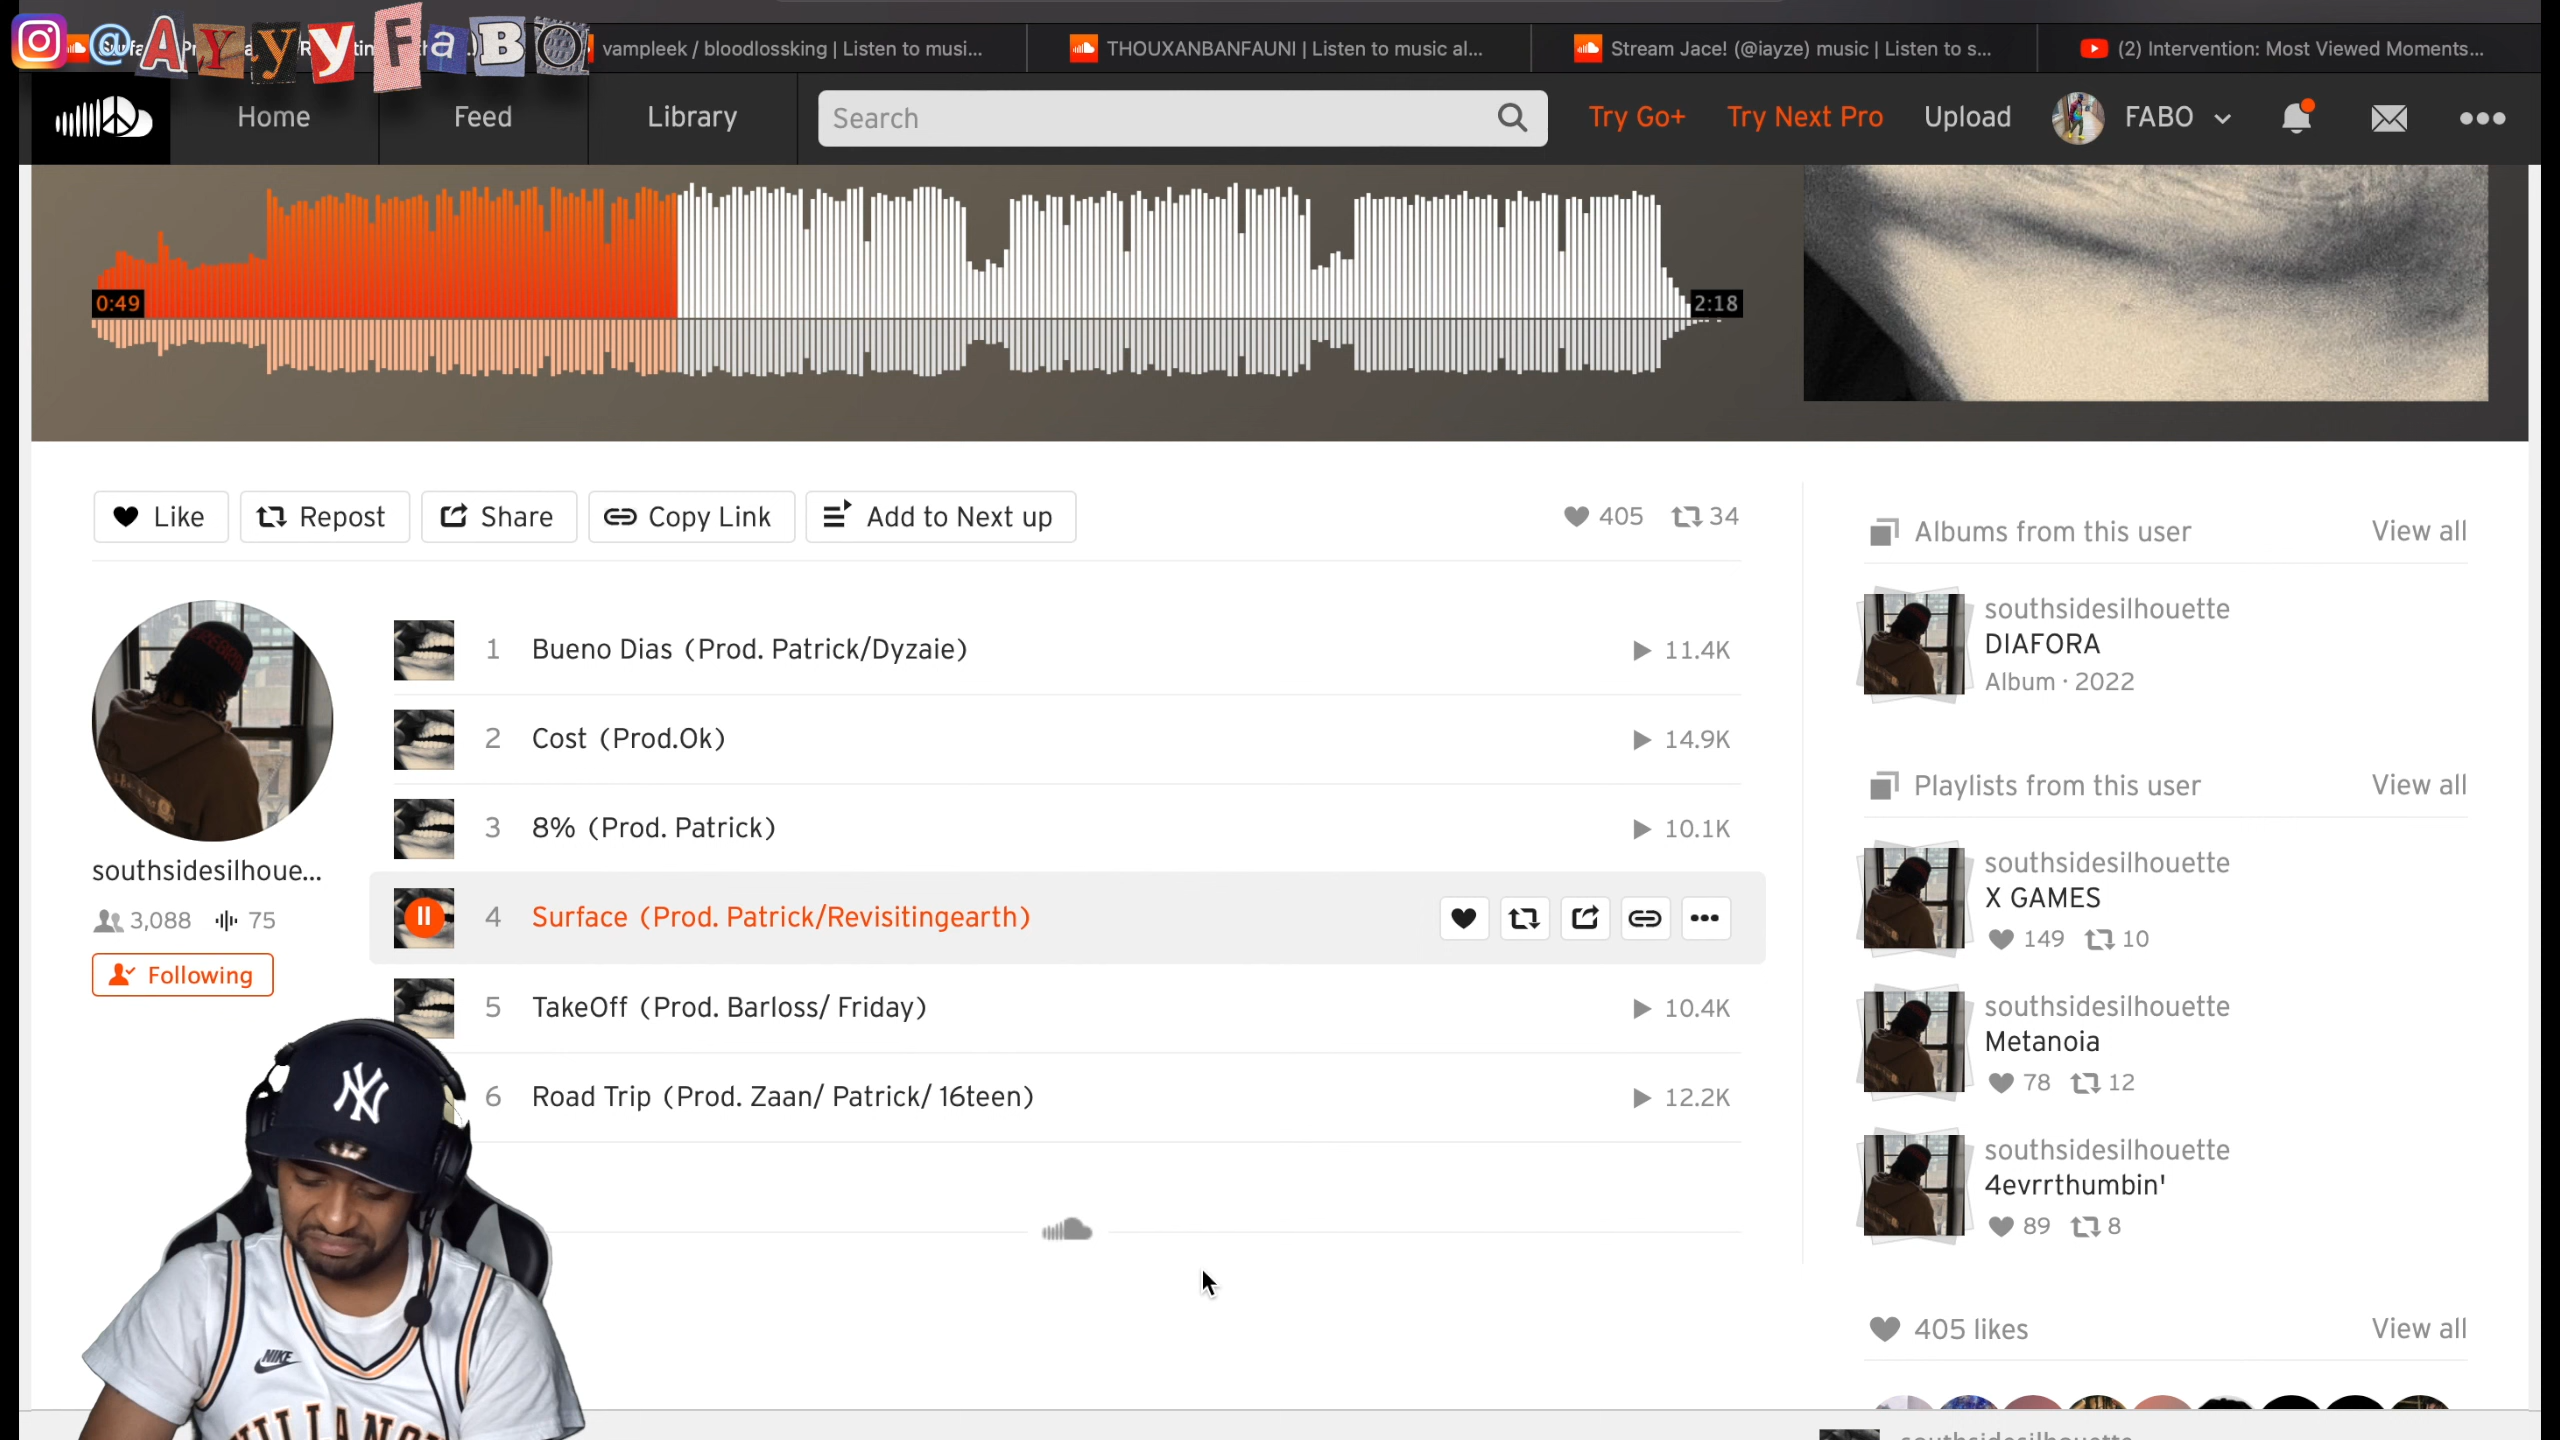 @AYYyFaBO
vampleek / bloodlossking | Listen to musi...
THOUXANBANFAUNI | Listen to music al...
Stream Jace! (@iayze) music | Listen to s...
(2) Intervention: Most Viewed Moments...
Home
Feed
Library
Search
Try Go+
Try Next Pro
Upload
FABO
0:49
2:18
Like
Repost
Share
Copy Link
Add to Next up
405
34
southsidesilhoue...
3,088
75
Following
1 Bueno Dias (Prod. Patrick/Dyzaie) 11.4K
2 Cost (Prod.Ok) 14.9K
3 8% (Prod. Patrick) 10.1K
4 Surface (Prod. Patrick/Revisitingearth)
5 TakeOff (Prod. Barloss/ Friday) 10.4K
6 Road Trip (Prod. Zaan/ Patrick/ 16teen) 12.2K
Albums from this user View all
southsidesilhouette
DIAFORA
Album · 2022
Playlists from this user View all
southsidesilhouette
X GAMES
149 10
southsidesilhouette
Metanoia
78 12
southsidesilhouette
4evrrthumbin'
89 8
405 likes View all
NY
NIKE